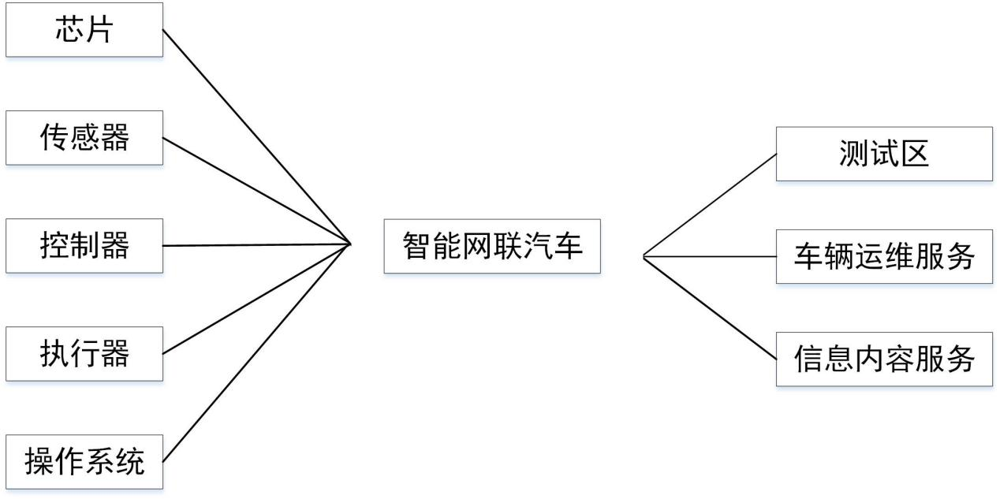 芯片
传感器
控制器
执行器
操作系统
智能网联汽车
测试区
车辆运维服务
信息内容服务